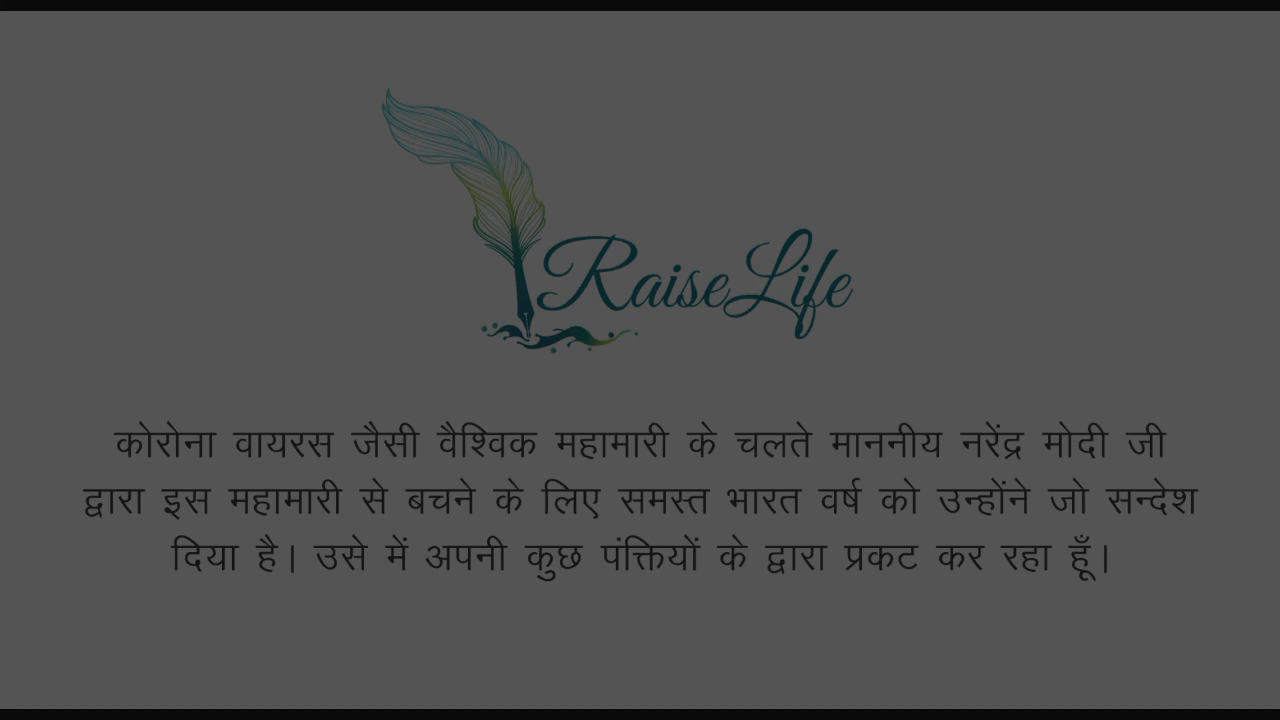 RaiseLife
कोरोना वायरस जैसी वैश्विक महामारी के चलते माननीय नरेंद्र मोदी जी
द्वारा इस महामारी से बचने के लिए समस्त भारत वर्ष को उन्होंने जो सन्देश
दिया है। उसे में अपनी कुछ पंक्तियों के द्वारा प्रकट कर रहा हूँ।